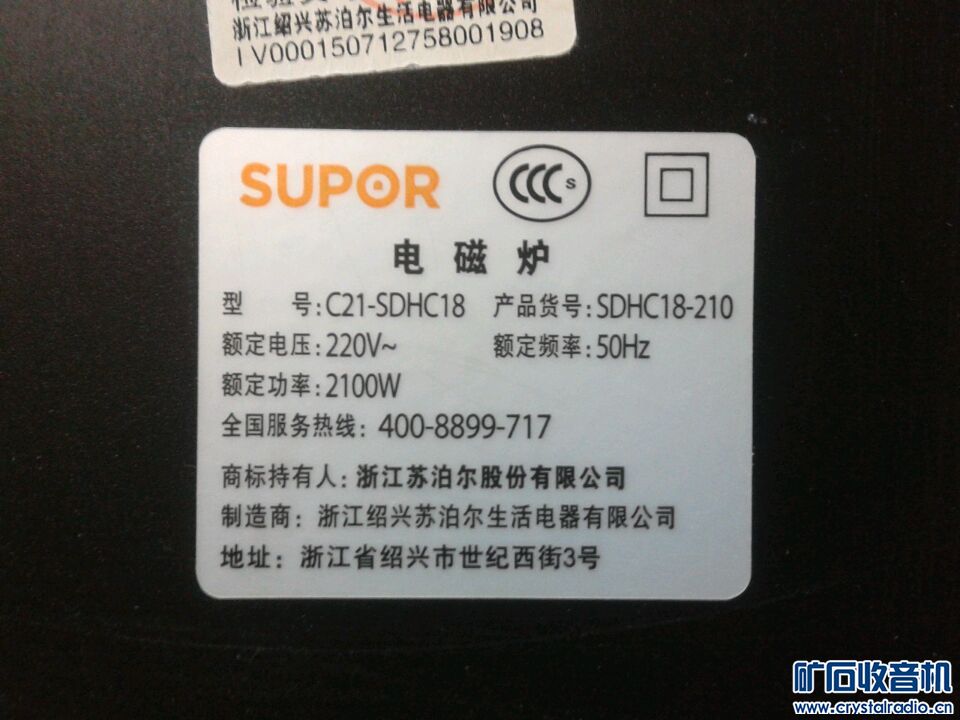 浙江绍兴苏泊尔生活电器有限公司
IV000150712758001908
SUPOR
CCC S
电磁炉
型 号:C21-SDHC18 产品货号:SDHC18-210
额定电压:220V~ 额定频率:50Hz
额定功率:2100W
全国服务热线: 400-8899-717
商标持有人: 浙江苏泊尔股份有限公司
制造商: 浙江绍兴苏泊尔生活电器有限公司
地址: 浙江省绍兴市世纪西街3号
矿石收音机
www.crystalradio.cn